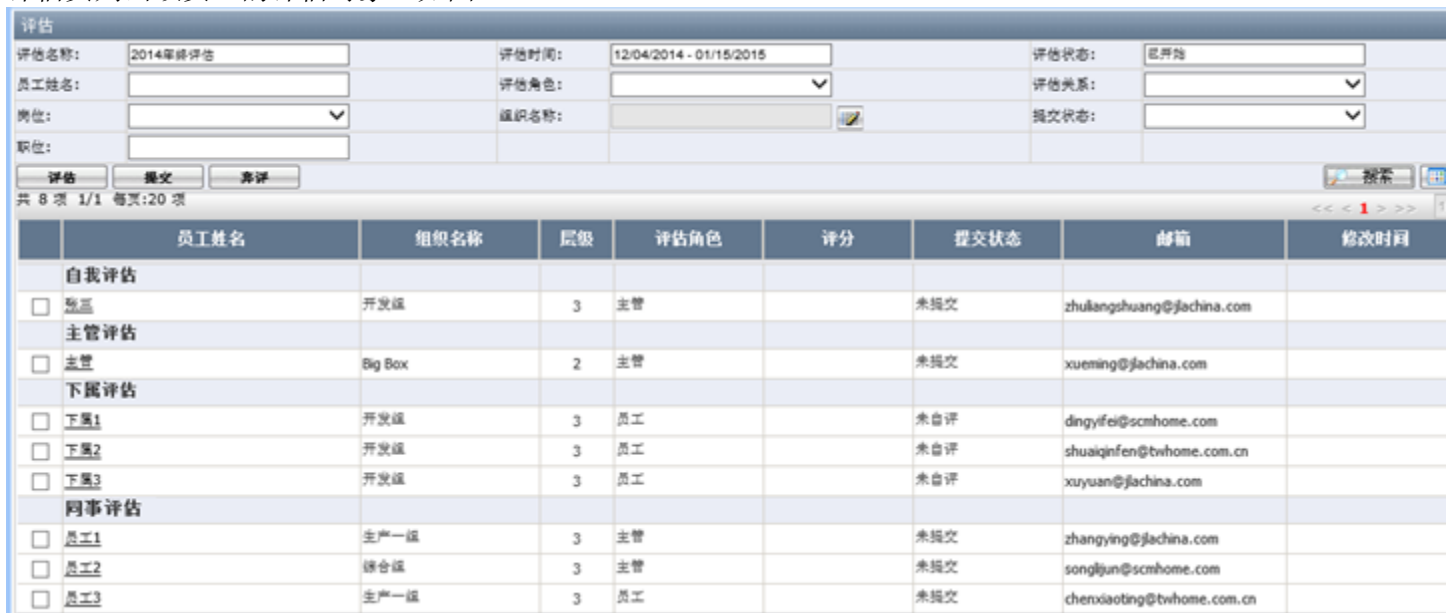 评估
评估名称: 2014年终评估 评估时间: 12/04/2014 - 01/15/2015 评估状态: 已开始
员工姓名: 评估角色: 评估关系:
岗位: 组织名称: 提交状态:
职位:
评估 提交 弃评 搜索
共 8 项 1/1 每页:20 项 << < 1 > >> 1
员工姓名 组织名称 层级 评估角色 评分 提交状态 邮箱 修改时间
自我评估
张三 开发组 3 主管 未提交 zhuliangshuang@jlachina.com
主管评估
主管 Big Box 2 主管 未提交 xueming@jlachina.com
下属评估
下属1 开发组 3 员工 未自评 dingyifei@scmhome.com
下属2 开发组 3 员工 未自评 shuaiqinfen@twhome.com.cn
下属3 开发组 3 员工 未自评 xuyuan@jlachina.com
同事评估
员工1 生产一组 3 主管 未提交 zhangying@jlachina.com
员工2 综合组 3 主管 未提交 songlijun@scmhome.com
员工3 生产一组 3 员工 未提交 chenxiaoting@twhome.com.cn